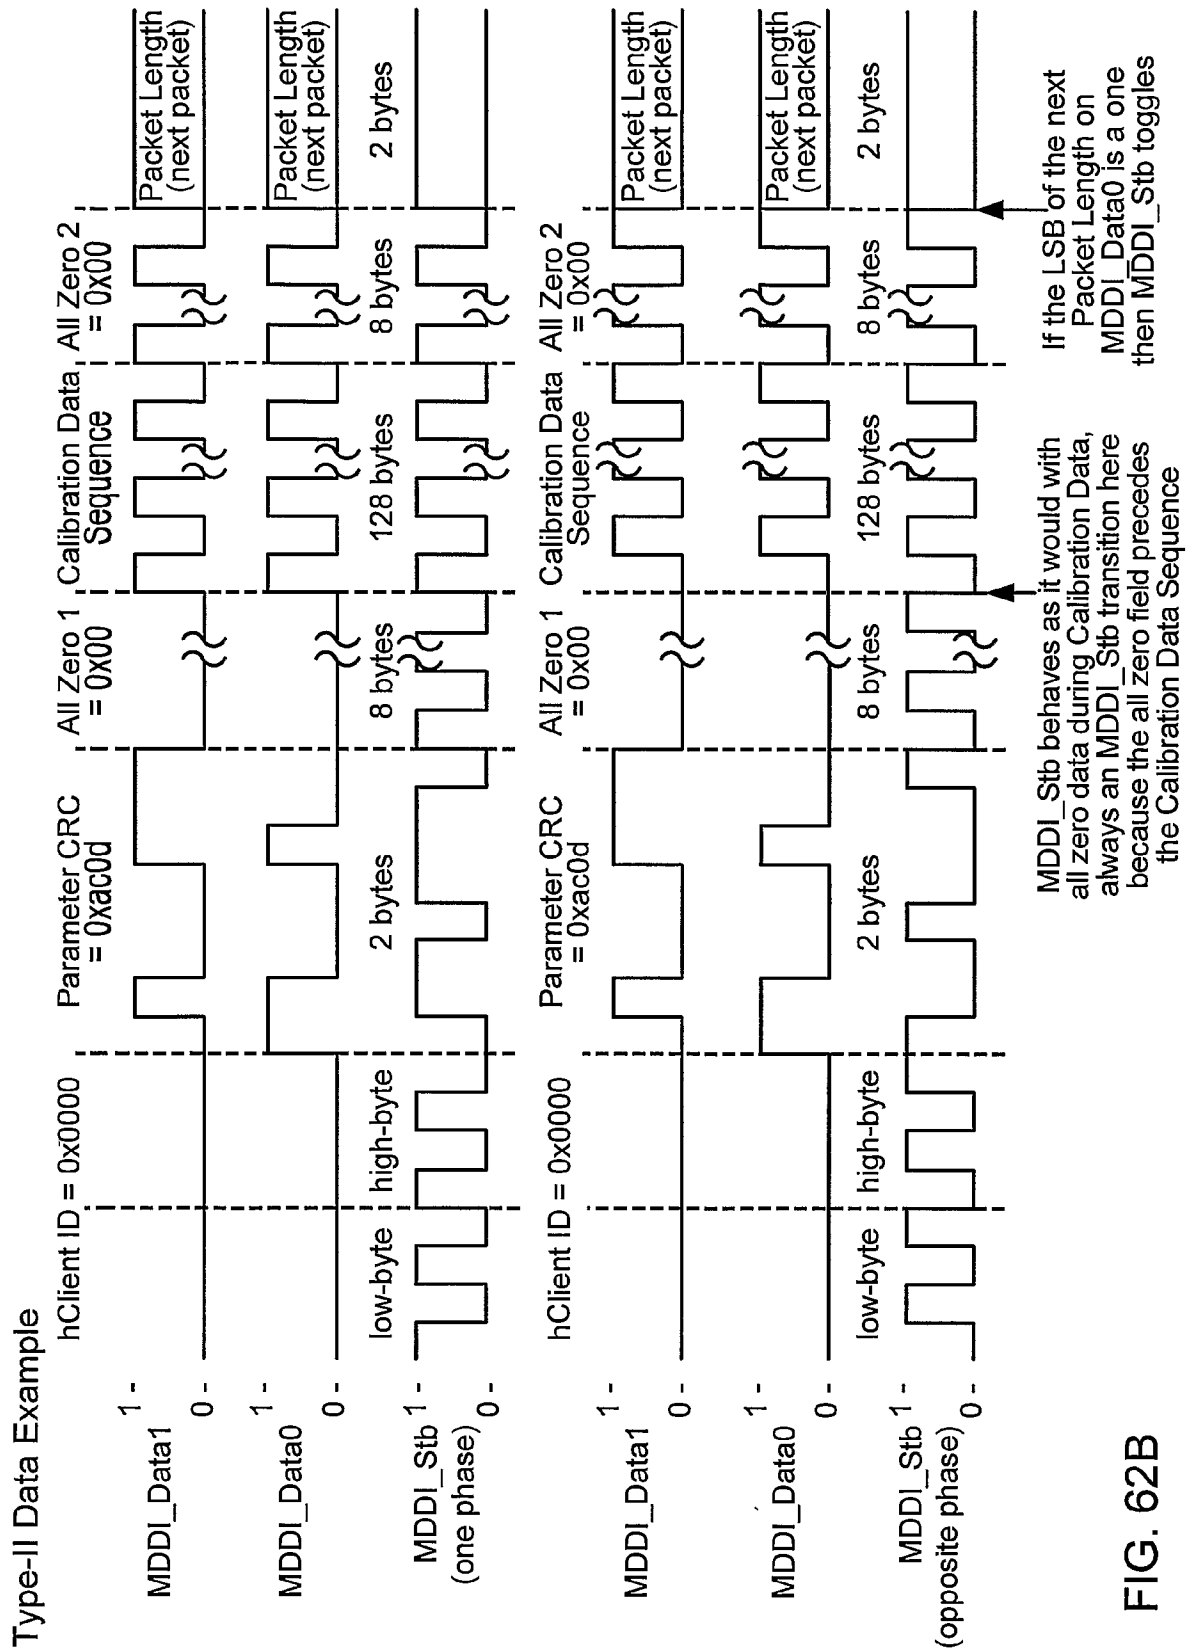 Type-II Data Example
hClient ID = 0x0000
Parameter CRC
= 0xac0d
All Zero 1
= 0x00
Calibration Data
Sequence
All Zero 2
= 0x00
MDDI_Data1
1 -
0 -
Packet Length
(next packet)
MDDI_Data0
1 -
0 -
Packet Length
(next packet)
low-byte
high-byte
2 bytes
8 bytes
128 bytes
8 bytes
2 bytes
MDDI_Stb
(one phase)
1 -
0 -
hClient ID = 0x0000
Parameter CRC
= 0xac0d
All Zero 1
= 0x00
Calibration Data
Sequence
All Zero 2
= 0x00
MDDI_Data1
1 -
0 -
Packet Length
(next packet)
MDDI_Data0
1 -
0 -
Packet Length
(next packet)
low-byte
high-byte
2 bytes
8 bytes
128 bytes
8 bytes
2 bytes
MDDI_Stb
(opposite phase)
1 -
0 -
MDDI_Stb behaves as it would with
all zero data during Calibration Data,
always an MDDI_Stb transition here
because the all zero field precedes
the Calibration Data Sequence
If the LSB of the next
Packet Length on
MDDI_Data0 is a one
then MDDI_Stb toggles
FIG. 62B